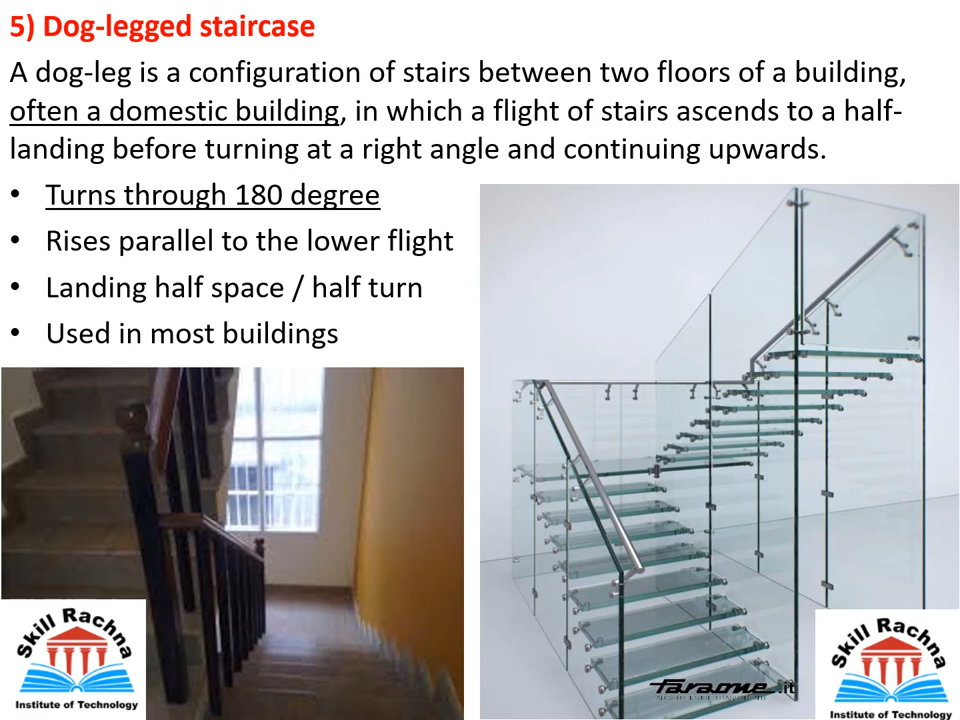 5) Dog-legged staircase
A dog-leg is a configuration of stairs between two floors of a building,
often a domestic building, in which a flight of stairs ascends to a half-
landing before turning at a right angle and continuing upwards.
• Turns through 180 degree
• Rises parallel to the lower flight
• Landing half space / half turn
• Used in most buildings
Skill Rachna
Institute of Technology
Faraone.it
Skill Rachna
Institute of Technology